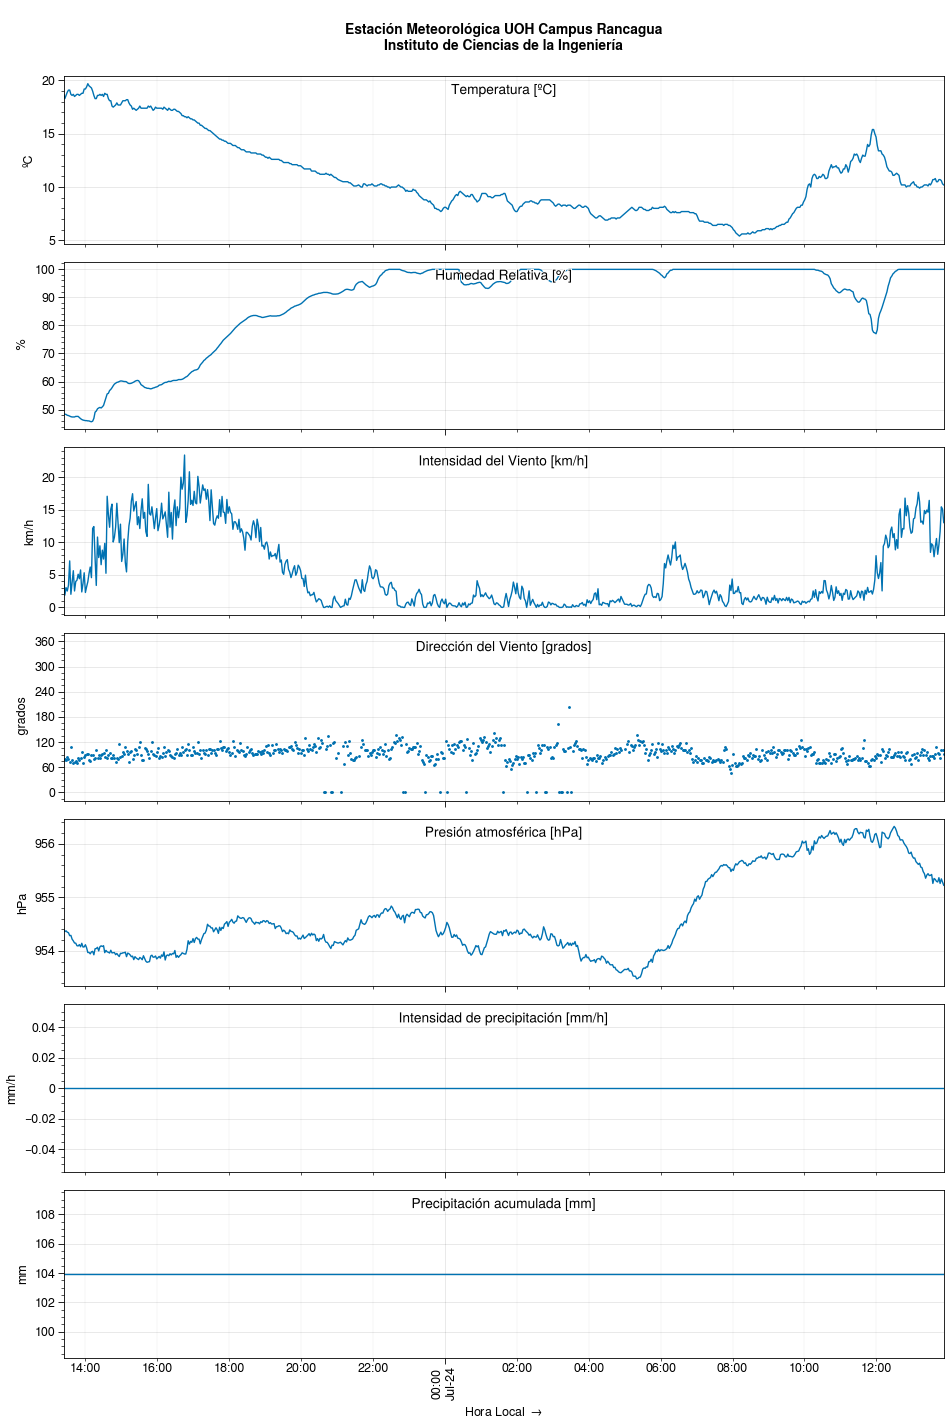 Estación Meteorológica UOH Campus Rancagua
Instituto de Ciencias de la Ingeniería
Temperatura [ºC]
20
15
10
5
ºC
Humedad Relativa [%]
100
90
80
70
60
50
%
Intensidad del Viento [km/h]
20
15
10
5
0
km/h
Dirección del Viento [grados]
360
300
240
180
120
60
0
grados
Presión atmosférica [hPa]
956
955
954
hPa
Intensidad de precipitación [mm/h]
0.04
0.02
0
−0.02
−0.04
mm/h
Precipitación acumulada [mm]
108
106
104
102
100
mm
14:00 16:00 18:00 20:00 22:00 00:00 02:00 04:00 06:00 08:00 10:00 12:00
Jul-24
Hora Local →